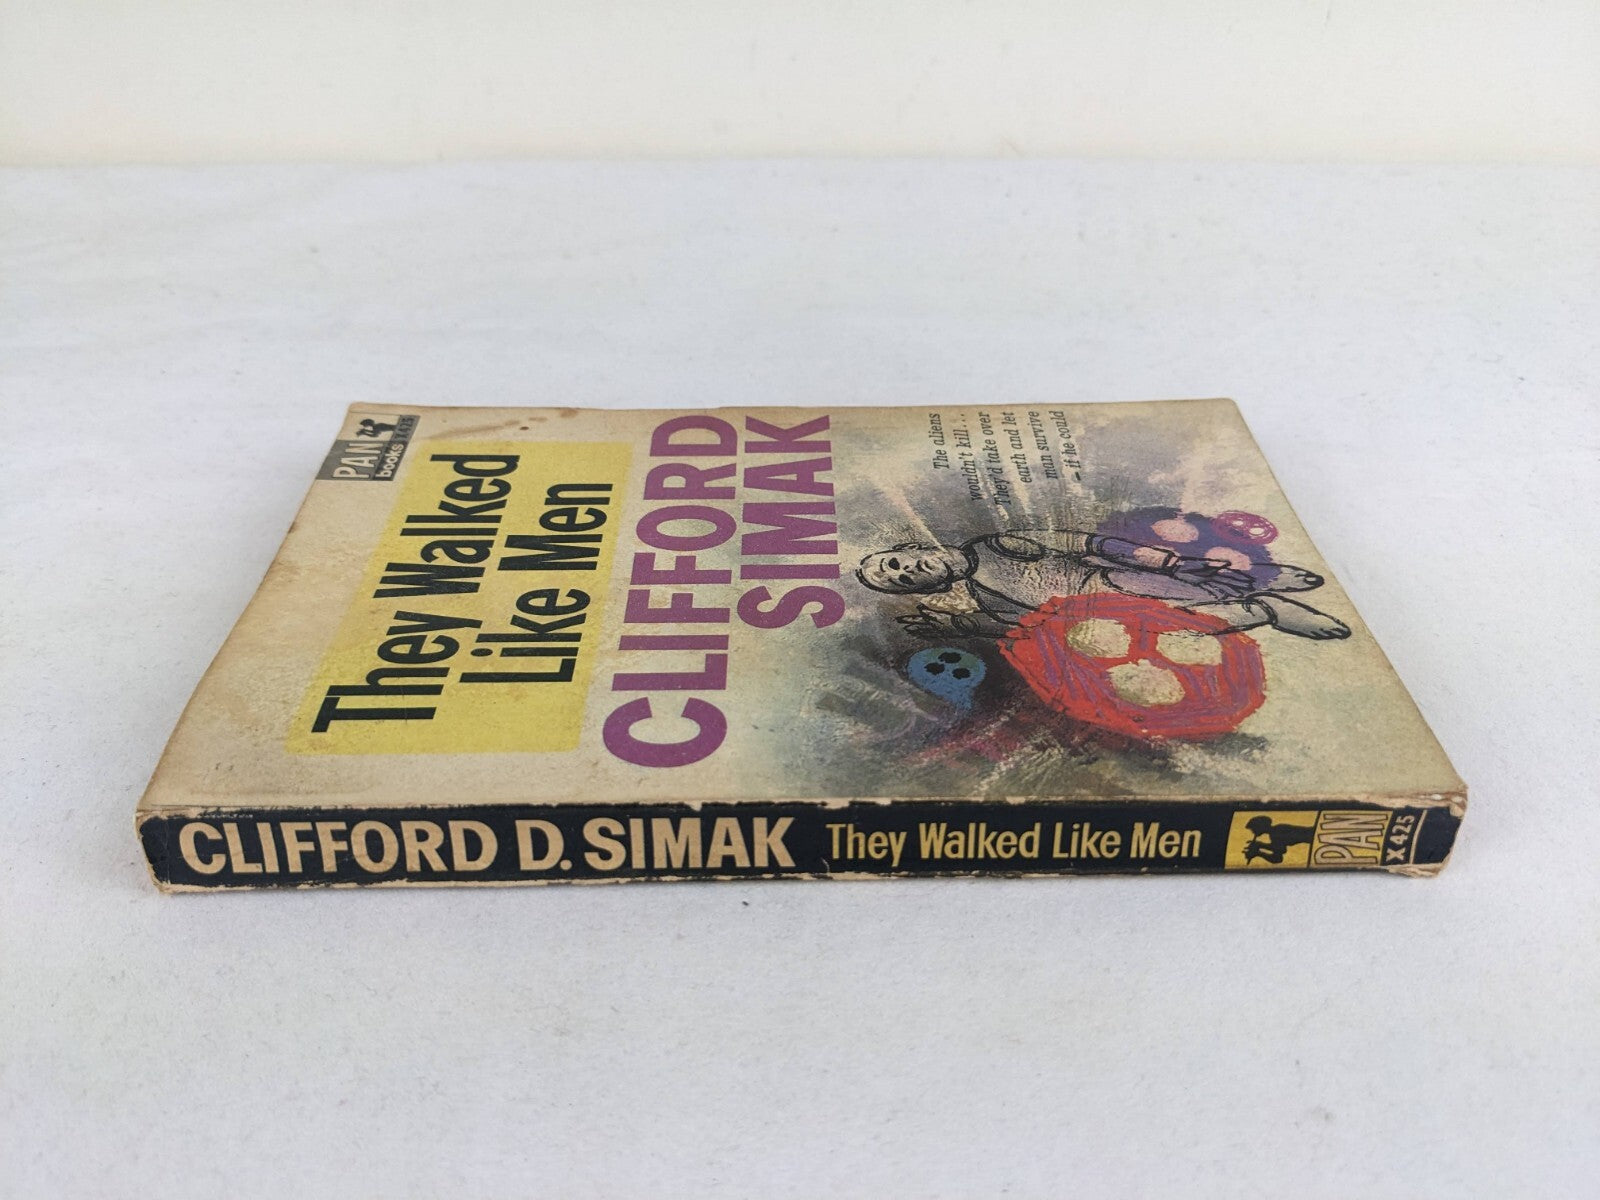 PAN
books X425
They Walked
Like Men
CLIFFORD
SIMAK
The aliens
wouldn't kill...
They'd take over
earth and let
man survive
- if he could
CLIFFORD D. SIMAK They Walked Like Men PAN X425